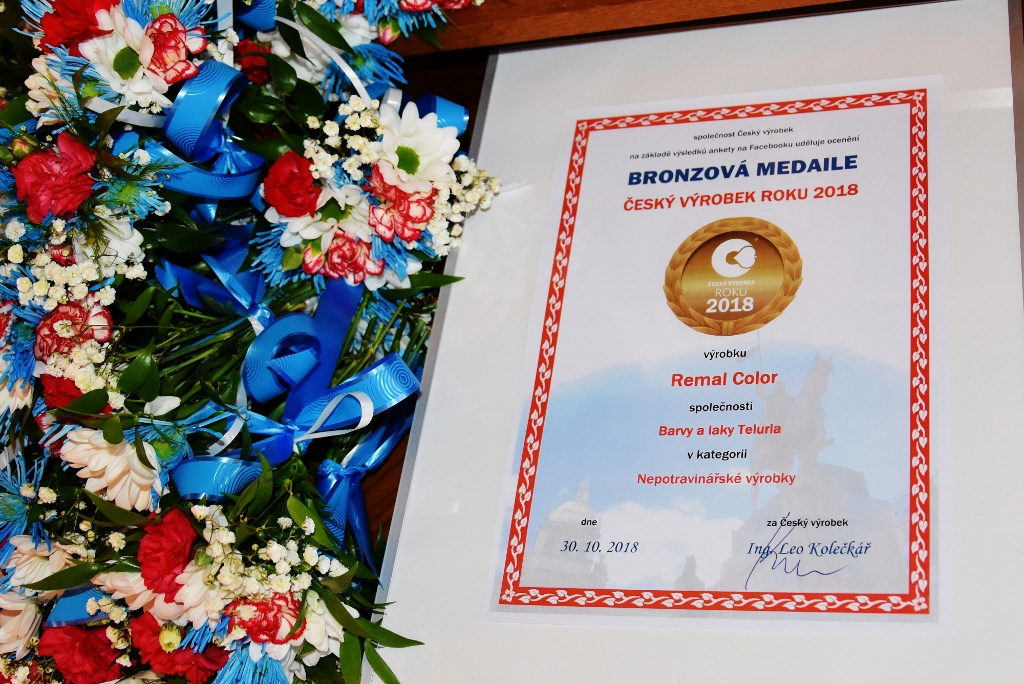 společnost Český výrobek
na základě výsledků ankety na Facebooku uděluje ocenění
BRONZOVÁ MEDAILE
ČESKÝ VÝROBEK ROKU 2018
ČESKÝ VÝROBEK
ROKU
2018
výrobku
Remal Color
společnosti
Barvy a laky Teluria
v kategorii
Nepotravinářské výrobky
dne
za Český výrobek
30. 10. 2018
Ing. Leo Kolečkář